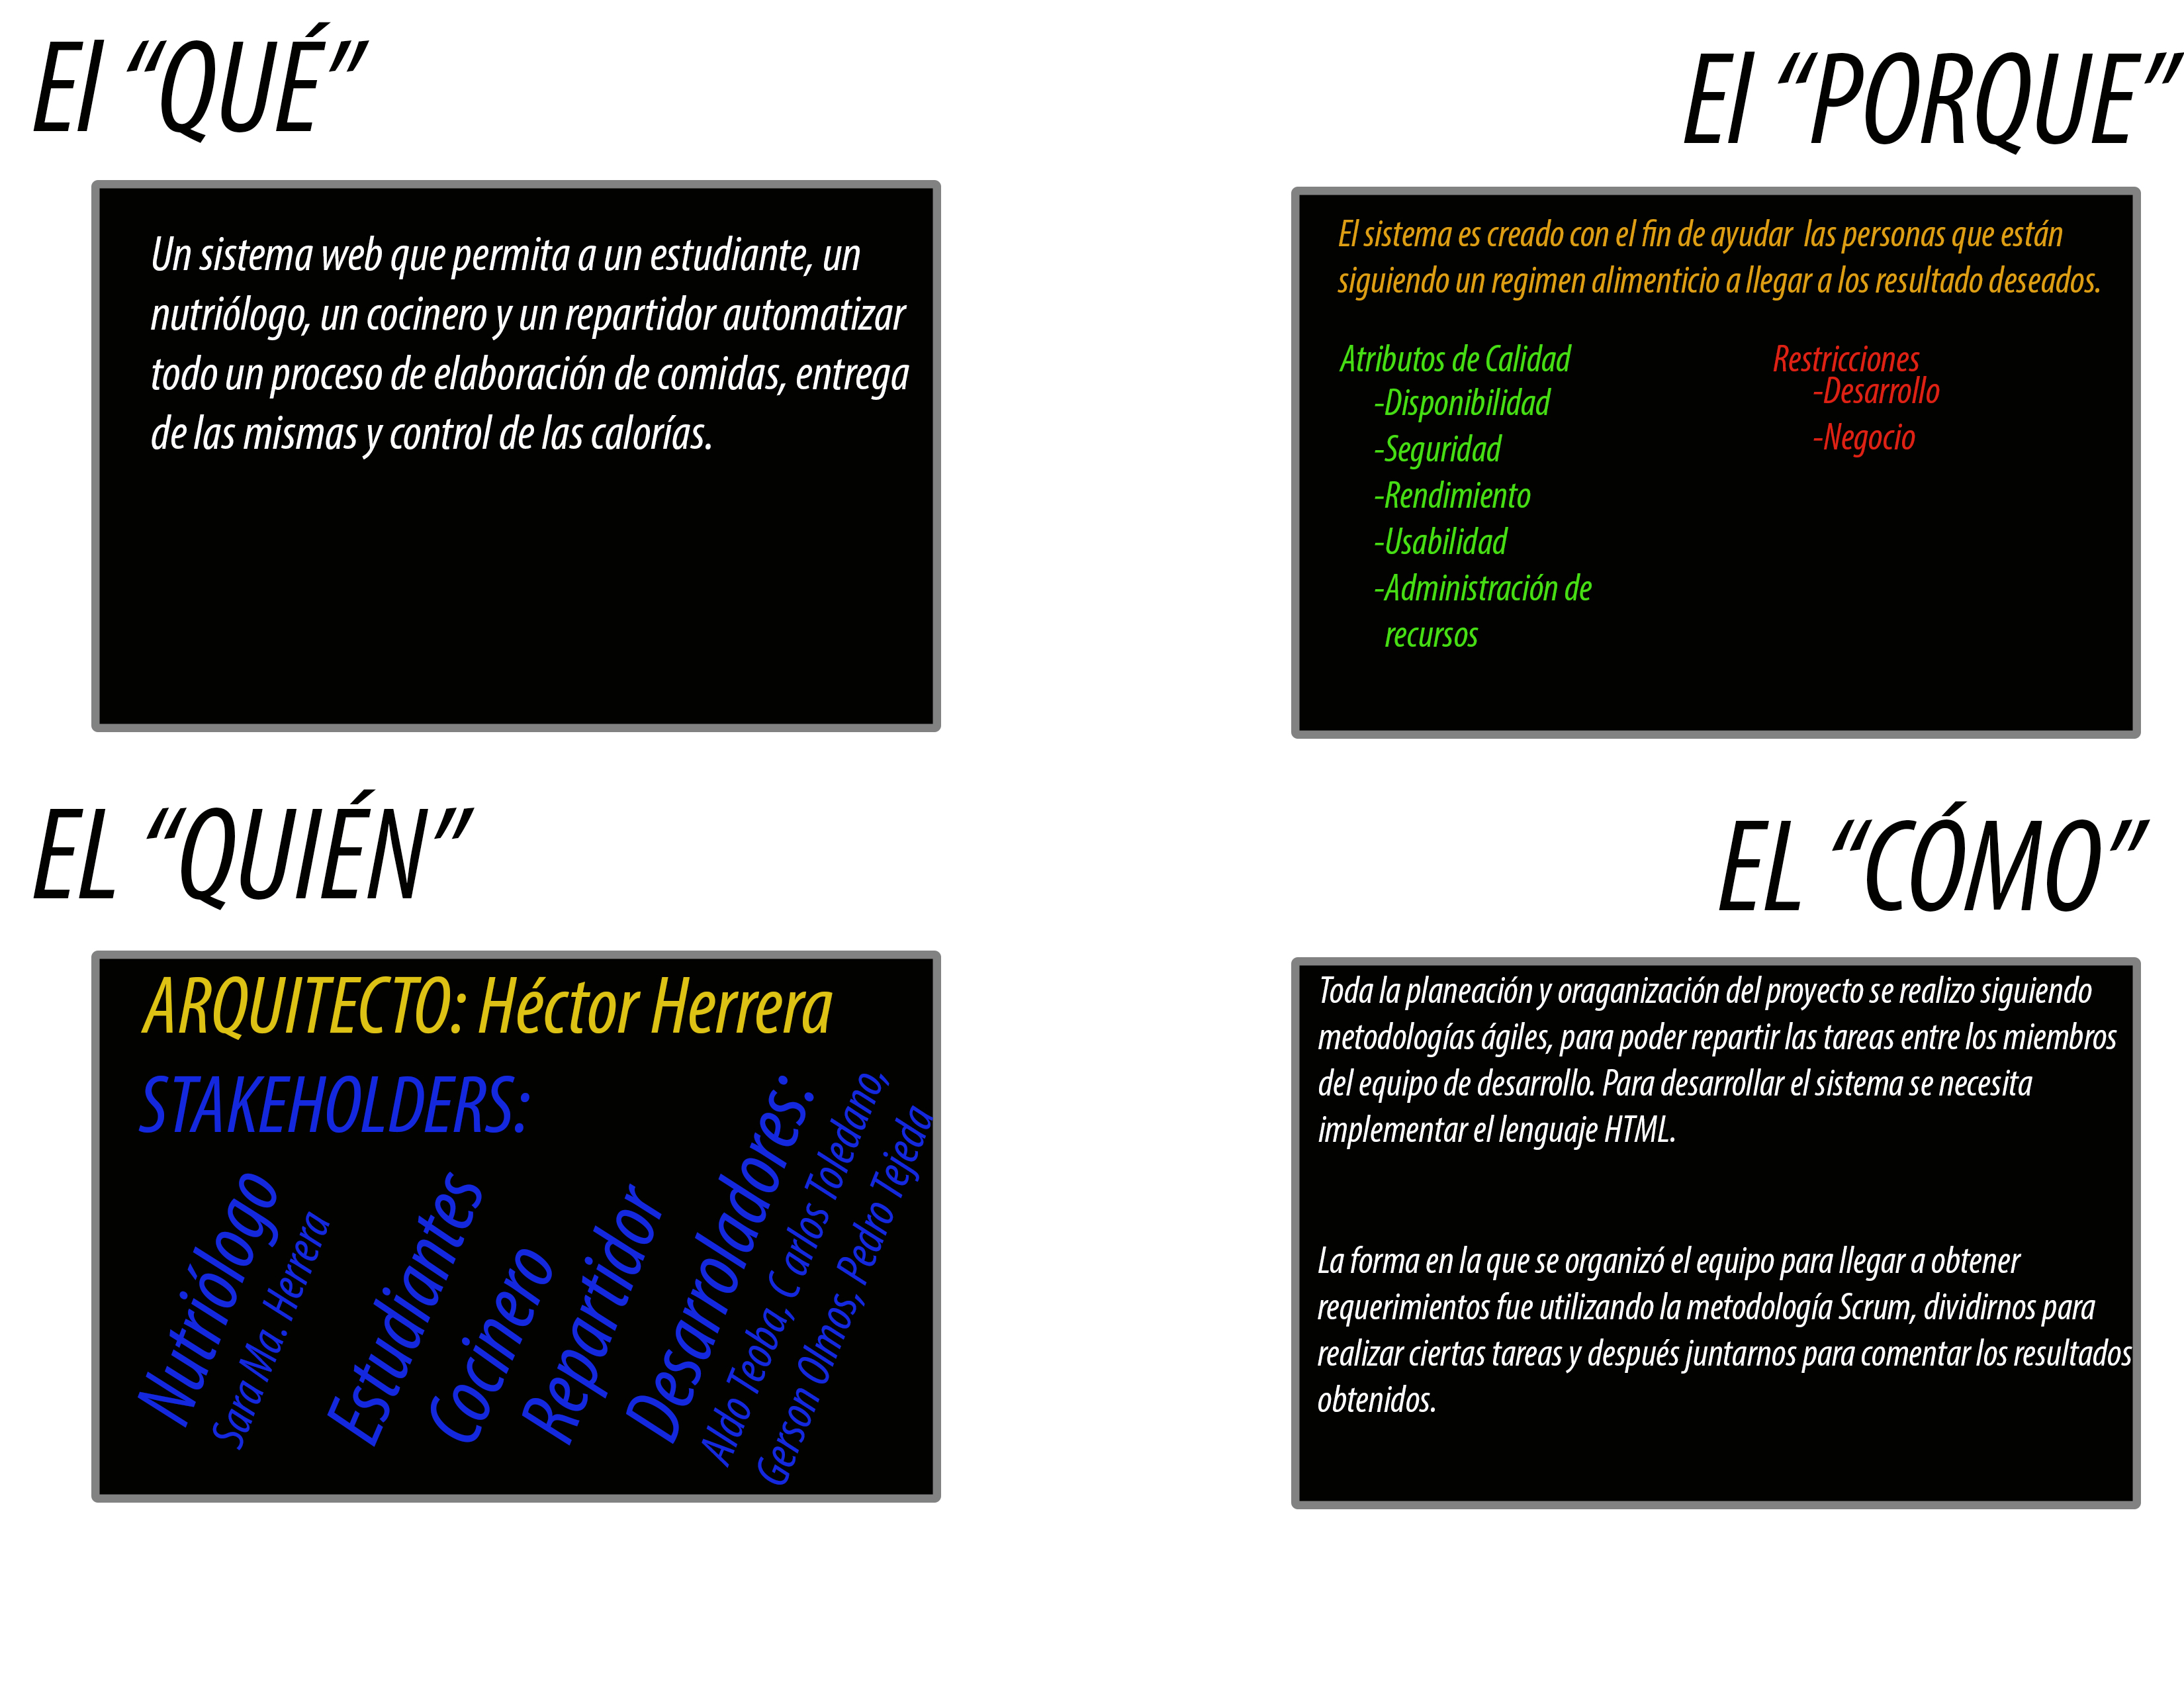 El “QUÉ”
Un sistema web que permita a un estudiante, un
nutriólogo, un cocinero y un repartidor automatizar
todo un proceso de elaboración de comidas, entrega
de las mismas y control de las calorías.
El “PORQUE”
El sistema es creado con el fin de ayudar  las personas que están
siguiendo un regimen alimenticio a llegar a los resultado deseados.
Atributos de Calidad
-Disponibilidad
-Seguridad
-Rendimiento
-Usabilidad
-Administración de
recursos
Restricciones
-Desarrollo
-Negocio
EL “QUIÉN”
ARQUITECTO: Héctor Herrera
STAKEHOLDERS:
Nutriólogo
Sara Ma. Herrera
Estudiantes
Cocinero
Repartidor
Desarroladores:
Aldo Teoba, C arlos Toledano,
Gerson Olmos, Pedro Tejeda
EL “CÓMO”
Toda la planeación y oraganización del proyecto se realizo siguiendo
metodologías ágiles, para poder repartir las tareas entre los miembros
del equipo de desarrollo. Para desarrollar el sistema se necesita
implementar el lenguaje HTML.
La forma en la que se organizó el equipo para llegar a obtener
requerimientos fue utilizando la metodología Scrum, dividirnos para
realizar ciertas tareas y después juntarnos para comentar los resultados
obtenidos.